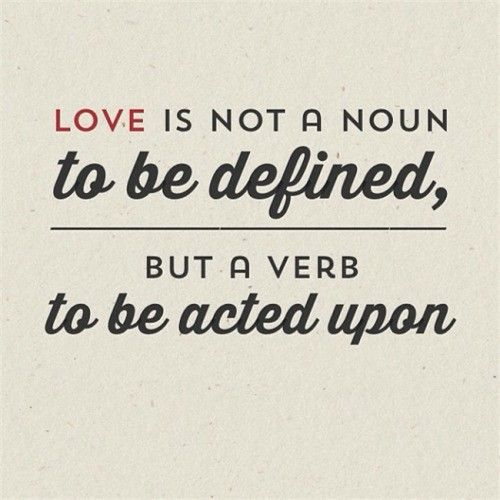 LOVE IS NOT A NOUN
to be defined,
BUT A VERB
to be acted upon